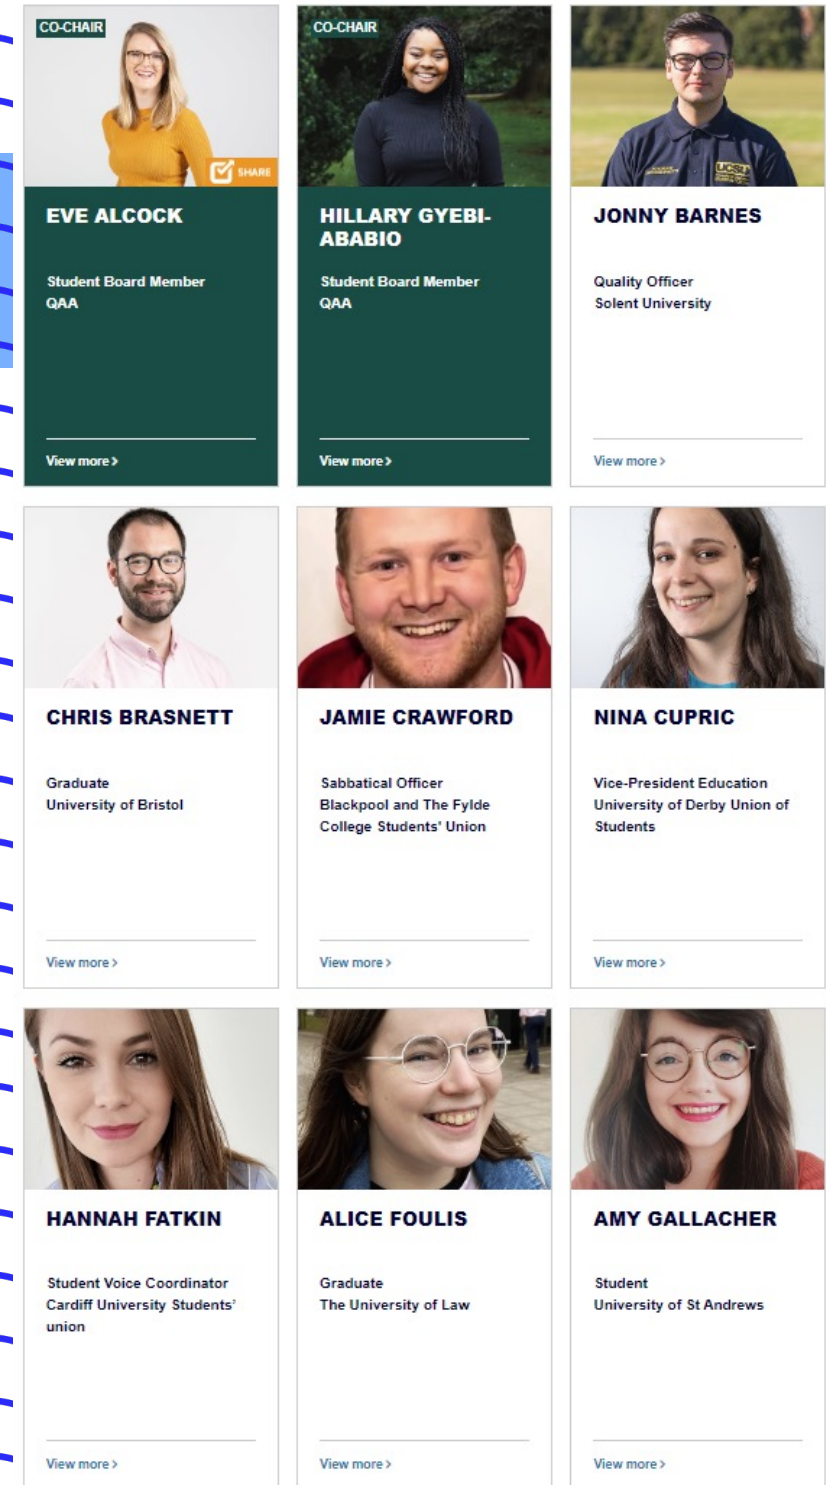 CO-CHAIR
SHARE
EVE ALCOCK
Student Board Member
QAA
View more >
CO-CHAIR
HILLARY GYEBI-
ABABIO
Student Board Member
QAA
View more >
UCSU
JONNY BARNES
Quality Officer
Solent University
View more >
CHRIS BRASNETT
Graduate
University of Bristol
View more >
JAMIE CRAWFORD
Sabbatical Officer
Blackpool and The Fylde
College Students' Union
View more >
NINA CUPRIC
Vice-President Education
University of Derby Union of
Students
View more >
HANNAH FATKIN
Student Voice Coordinator
Cardiff University Students’
union
View more >
ALICE FOULIS
Graduate
The University of Law
View more >
AMY GALLACHER
Student
University of St Andrews
View more >